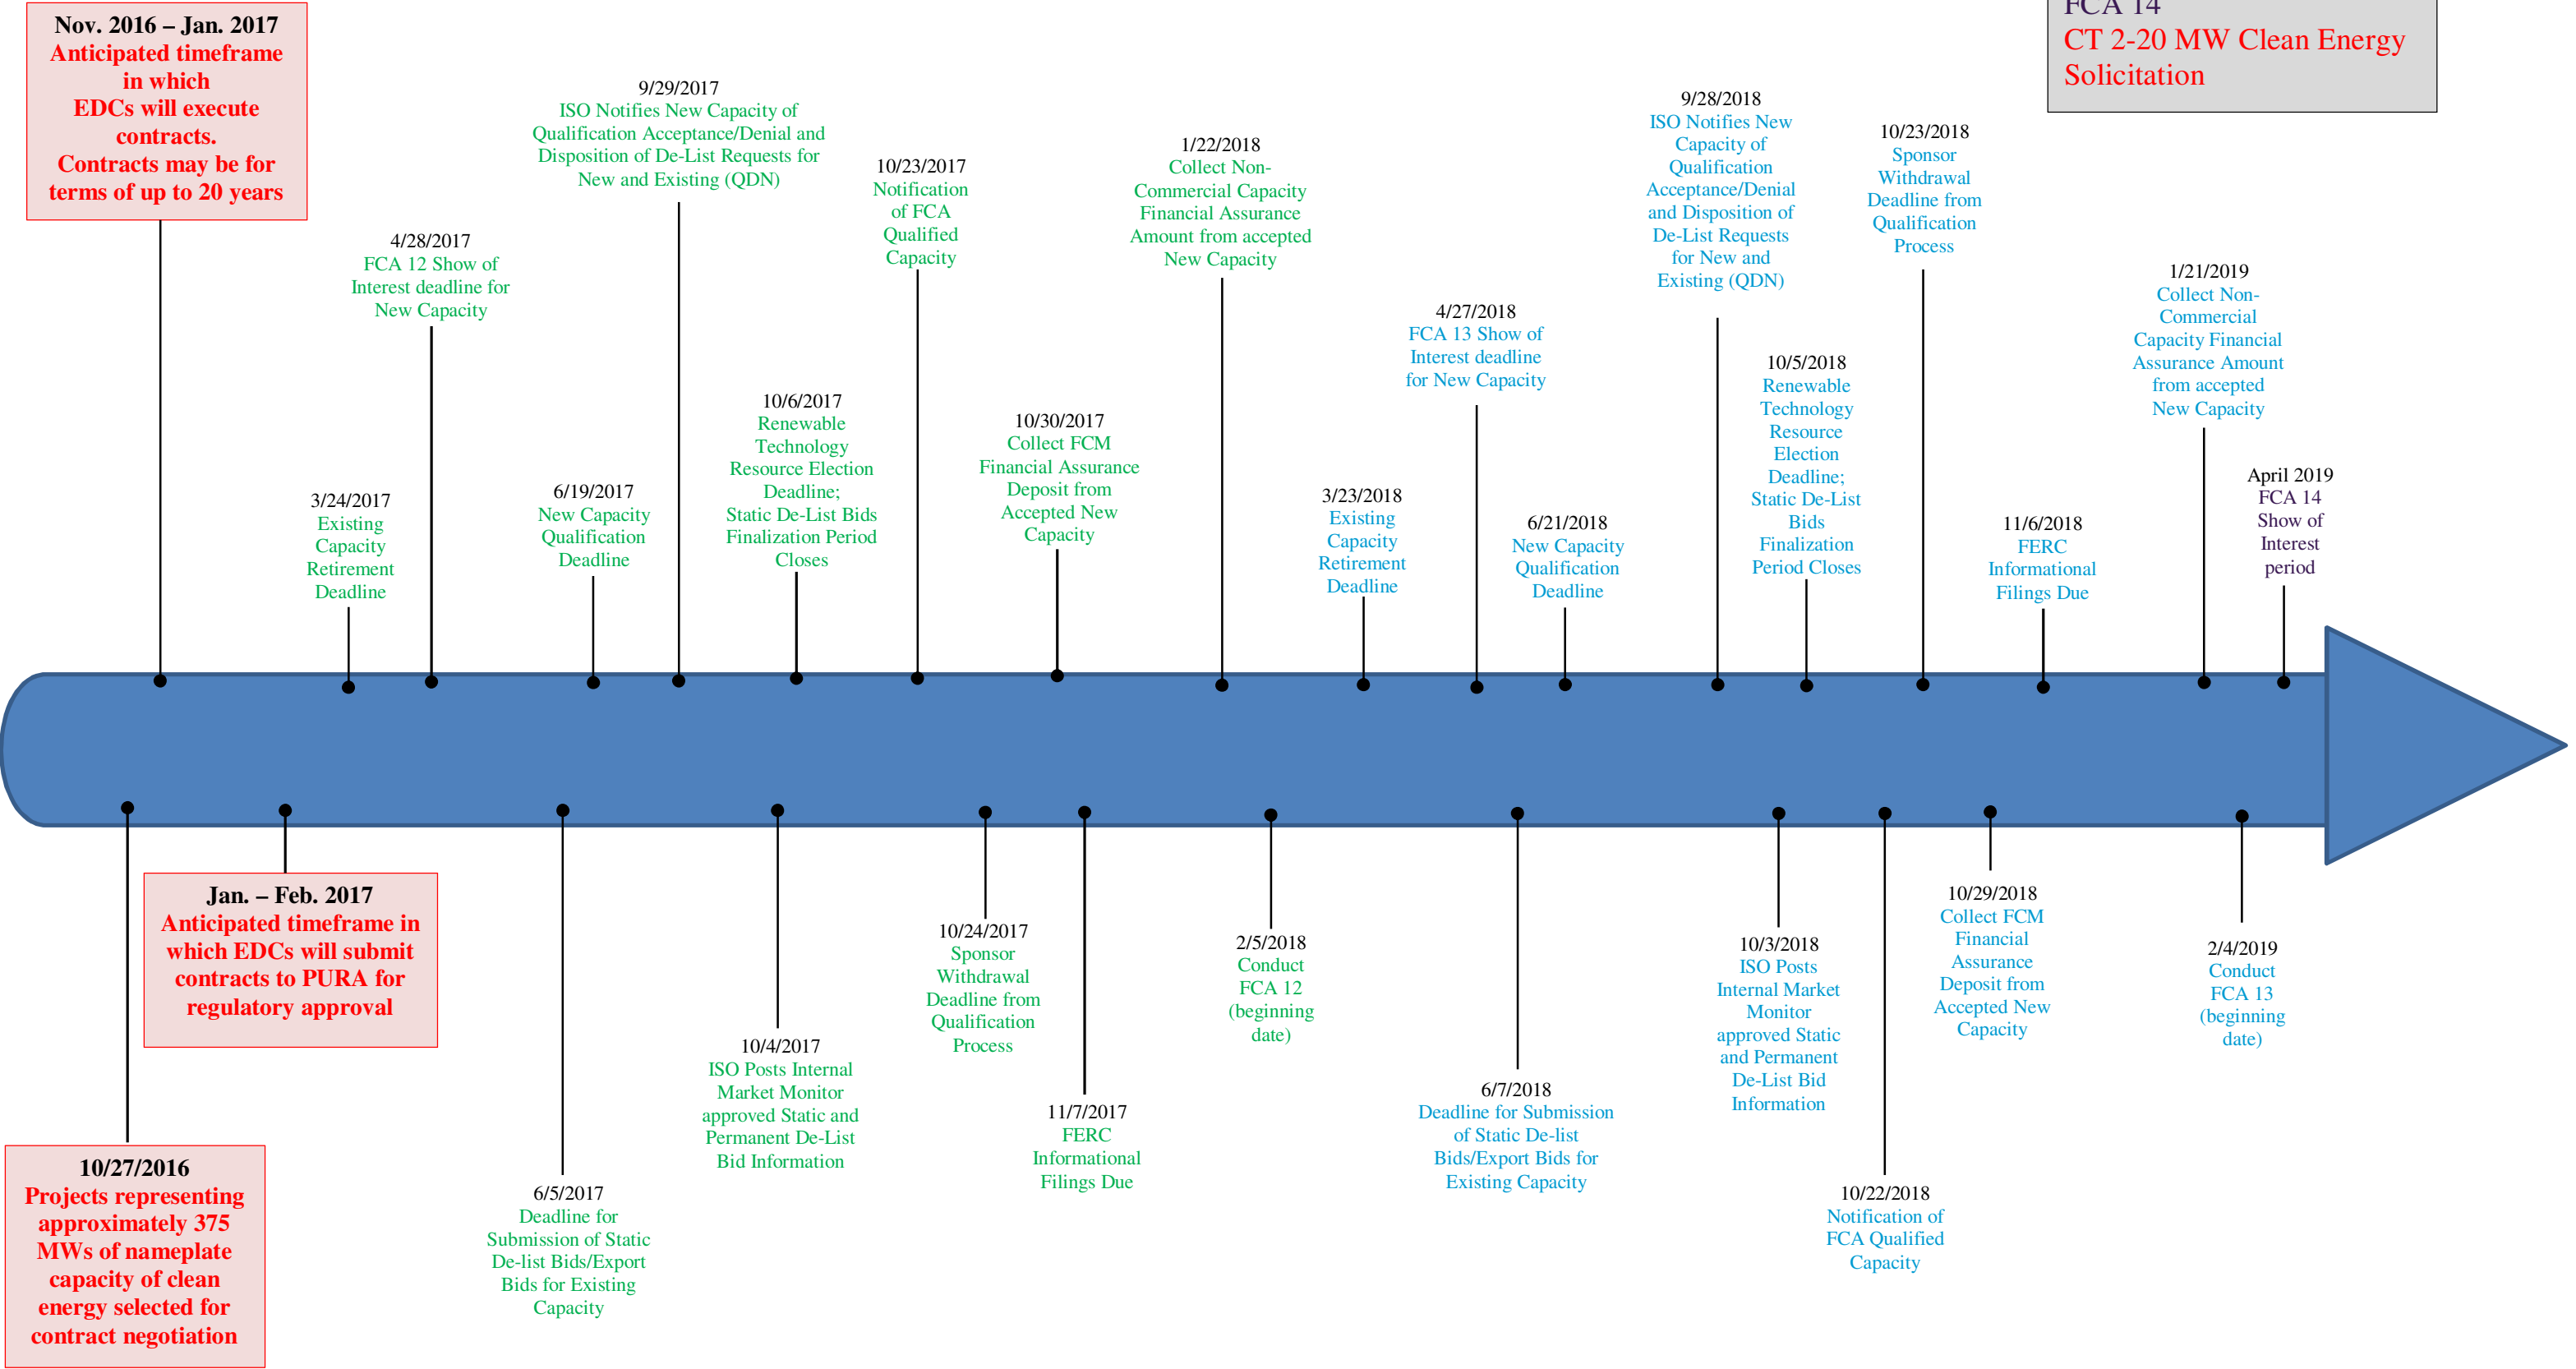 Nov. 2016 – Jan. 2017
Anticipated timeframe
in which
EDCs will execute
contracts.
Contracts may be for
terms of up to 20 years
FCA 14
CT 2-20 MW Clean Energy
Solicitation
3/24/2017
Existing
Capacity
Retirement
Deadline
4/28/2017
FCA 12 Show of
Interest deadline for
New Capacity
6/19/2017
New Capacity
Qualification
Deadline
9/29/2017
ISO Notifies New Capacity of
Qualification Acceptance/Denial and
Disposition of De-List Requests for
New and Existing (QDN)
10/6/2017
Renewable
Technology
Resource Election
Deadline;
Static De-List Bids
Finalization Period
Closes
10/23/2017
Notification
of FCA
Qualified
Capacity
10/30/2017
Collect FCM
Financial Assurance
Deposit from
Accepted New
Capacity
1/22/2018
Collect Non-
Commercial Capacity
Financial Assurance
Amount from accepted
New Capacity
3/23/2018
Existing
Capacity
Retirement
Deadline
4/27/2018
FCA 13 Show of
Interest deadline
for New Capacity
6/21/2018
New Capacity
Qualification
Deadline
9/28/2018
ISO Notifies New
Capacity of
Qualification
Acceptance/Denial
and Disposition of
De-List Requests
for New and
Existing (QDN)
10/5/2018
Renewable
Technology
Resource
Election
Deadline;
Static De-List
Bids
Finalization
Period Closes
10/23/2018
Sponsor
Withdrawal
Deadline from
Qualification
Process
11/6/2018
FERC
Informational
Filings Due
1/21/2019
Collect Non-
Commercial
Capacity Financial
Assurance Amount
from accepted
New Capacity
April 2019
FCA 14
Show of
Interest
period
10/27/2016
Projects representing
approximately 375
MWs of nameplate
capacity of clean
energy selected for
contract negotiation
Jan. – Feb. 2017
Anticipated timeframe in
which EDCs will submit
contracts to PURA for
regulatory approval
6/5/2017
Deadline for
Submission of Static
De-list Bids/Export
Bids for Existing
Capacity
10/4/2017
ISO Posts Internal
Market Monitor
approved Static and
Permanent De-List
Bid Information
10/24/2017
Sponsor
Withdrawal
Deadline from
Qualification
Process
11/7/2017
FERC
Informational
Filings Due
2/5/2018
Conduct
FCA 12
(beginning
date)
6/7/2018
Deadline for Submission
of Static De-list
Bids/Export Bids for
Existing Capacity
10/3/2018
ISO Posts
Internal Market
Monitor
approved Static
and Permanent
De-List Bid
Information
10/22/2018
Notification of
FCA Qualified
Capacity
10/29/2018
Collect FCM
Financial
Assurance
Deposit from
Accepted New
Capacity
2/4/2019
Conduct
FCA 13
(beginning
date)